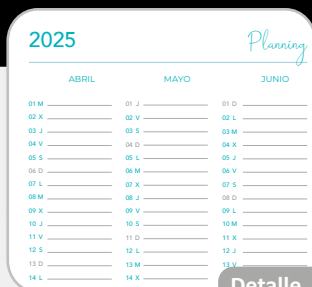 2025 Planning
ABRIL MAYO JUNIO
01 M 01 J 01 D
02 X 02 V 02 L
03 J 03 S 03 M
04 V 04 D 04 X
05 S 05 L 05 J
06 D 06 M 06 V
07 L 07 X 07 S
08 M 08 J 08 D
09 X 09 V 09 L
10 J 10 S 10 M
11 V 11 D 11 X
12 S 12 L 12 J
13 D 13 M 13 V
14 L 14 X
Detalle